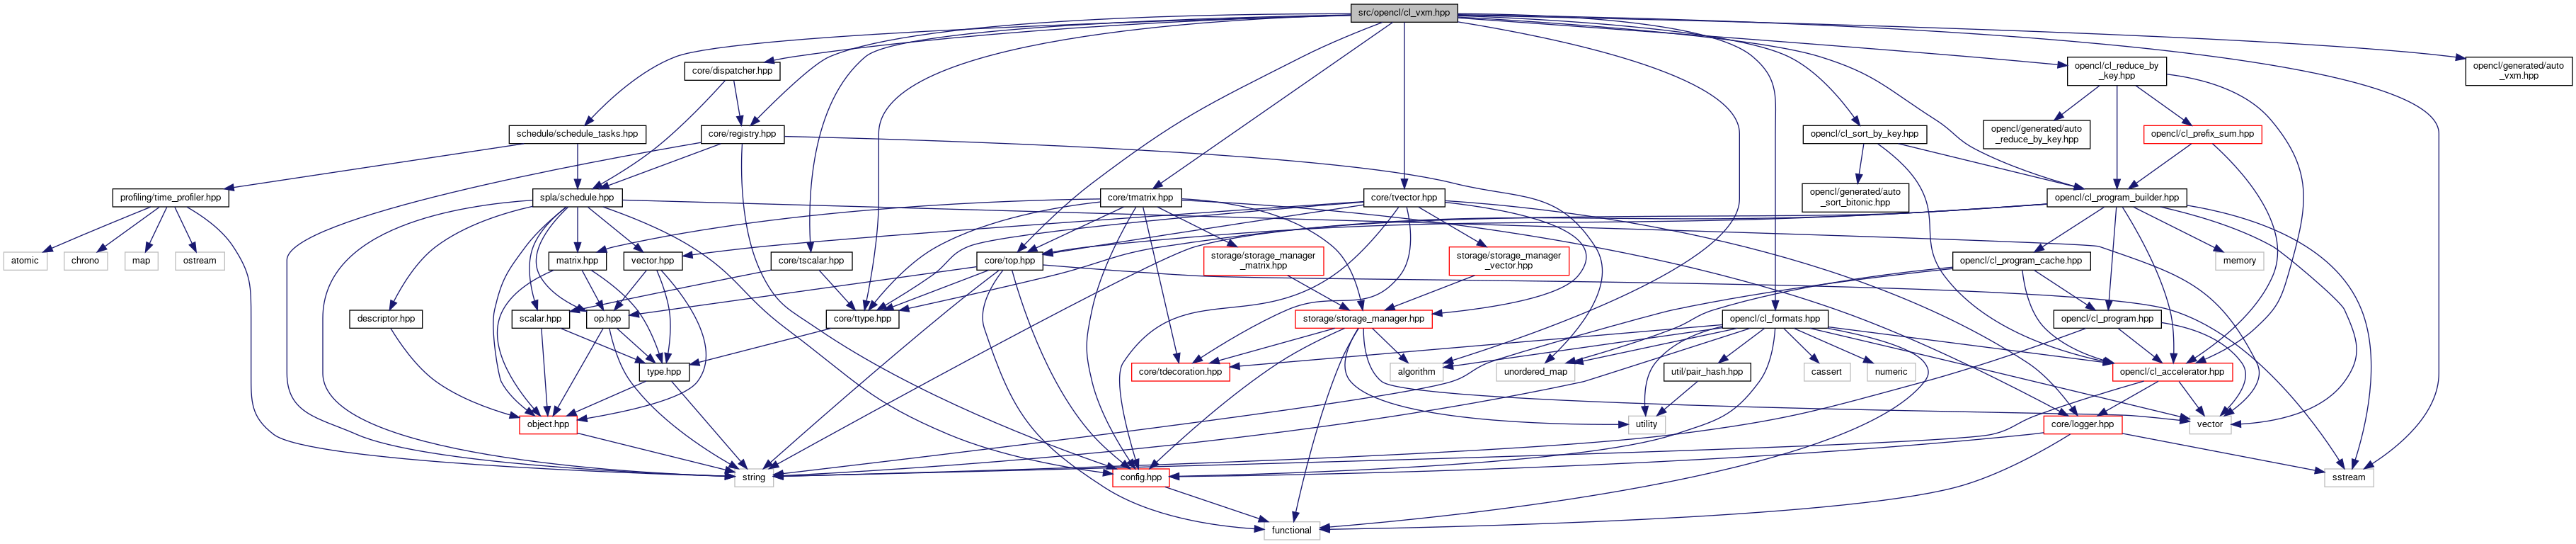 src/opencl/cl_vxm.hpp
core/dispatcher.hpp
opencl/cl_reduce_by
_key.hpp
opencl/generated/auto
_vxm.hpp
schedule/schedule_tasks.hpp
core/registry.hpp
opencl/cl_sort_by_key.hpp
opencl/generated/auto
_reduce_by_key.hpp
opencl/cl_prefix_sum.hpp
profiling/time_profiler.hpp
spla/schedule.hpp
core/tmatrix.hpp
core/tvector.hpp
opencl/generated/auto
_sort_bitonic.hpp
opencl/cl_program_builder.hpp
atomic
chrono
map
ostream
matrix.hpp
vector.hpp
core/tscalar.hpp
core/top.hpp
storage/storage_manager
_matrix.hpp
storage/storage_manager
_vector.hpp
opencl/cl_program_cache.hpp
memory
descriptor.hpp
scalar.hpp
op.hpp
core/ttype.hpp
storage/storage_manager.hpp
opencl/cl_formats.hpp
opencl/cl_program.hpp
type.hpp
core/tdecoration.hpp
algorithm
unordered_map
util/pair_hash.hpp
cassert
numeric
opencl/cl_accelerator.hpp
object.hpp
utility
core/logger.hpp
vector
string
config.hpp
sstream
functional